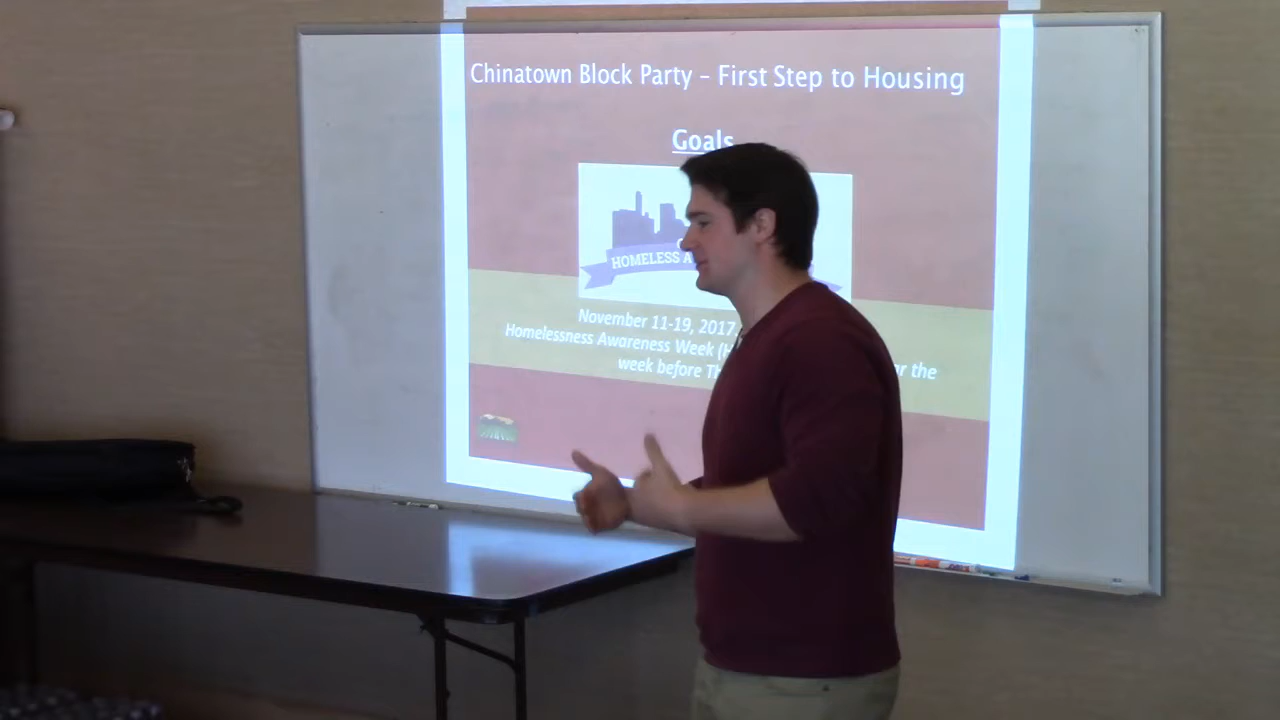 Chinatown Block Party – First Step to Housing
Goals
HOMELESS A
November 11-19, 2017
Homelessness Awareness Week (H
week before Th the